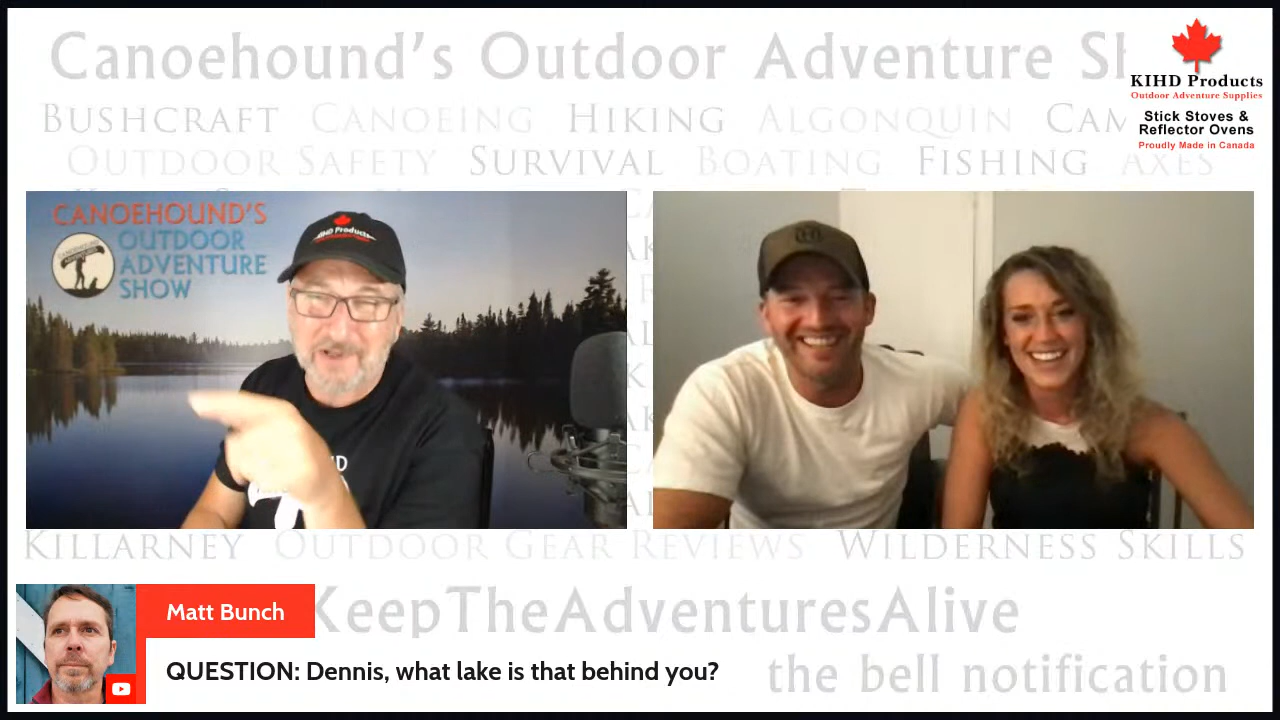 Canoehound's Outdoor Adventure Sh
KIHD Products
Outdoor Adventure Supplies
Stick Stoves &
Reflector Ovens
Proudly Made in Canada
BUSHCRAFT CANOEING HIKING ALGONQUIN CAM
OUTDOOR SAFETY SURVIVAL BOATING FISHING AXES
CANOEHOUND'S
OUTDOOR
ADVENTURE
SHOW
KIHD Products
KILLARNEY OUTDOOR GEAR REVIEWS WILDERNESS SKILLS
KeepTheAdventuresAlive
Matt Bunch
QUESTION: Dennis, what lake is that behind you?
the bell notification